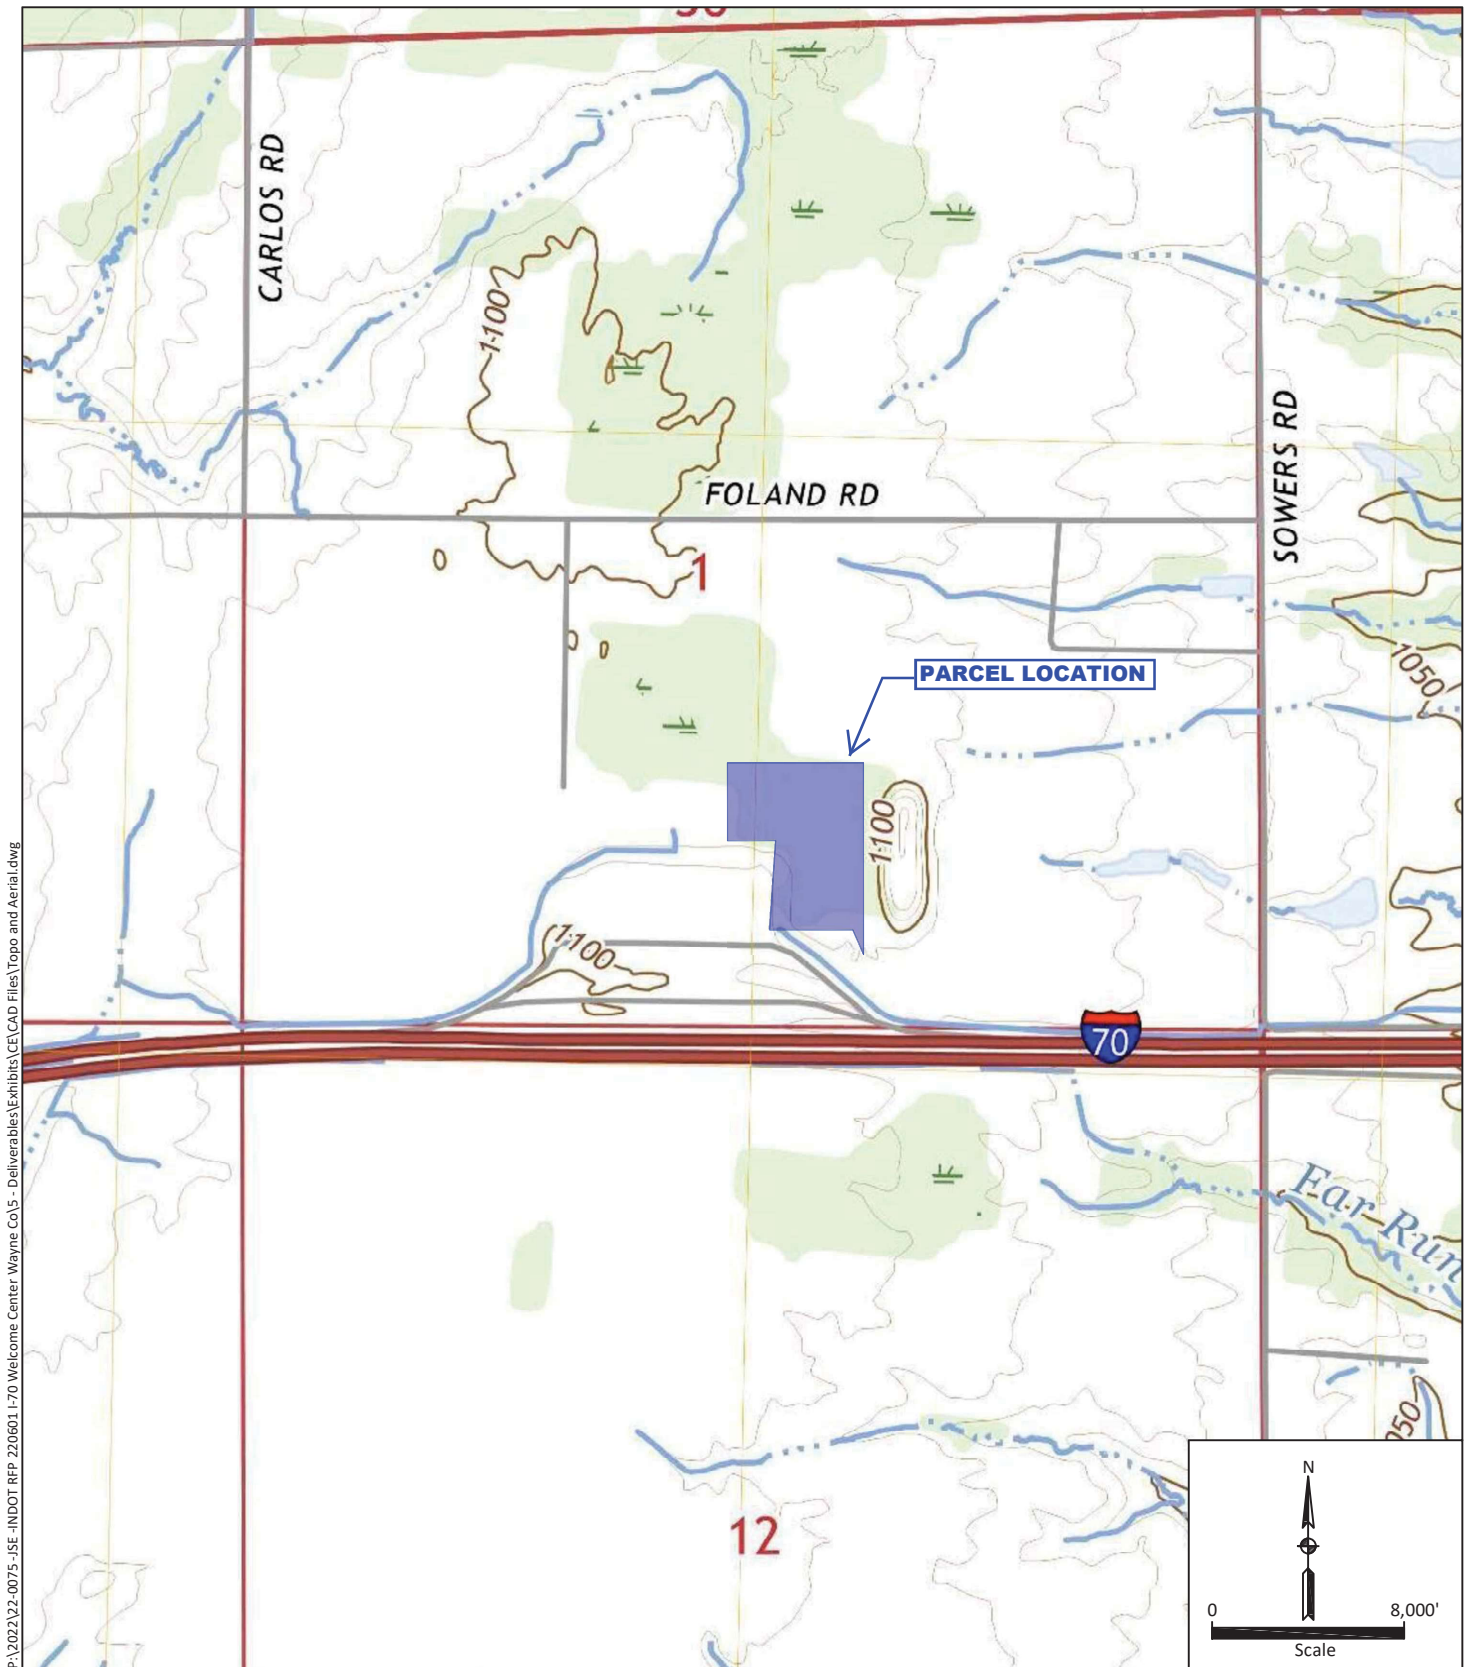 CARLOS RD
1100
FOLAND RD
SOWERS RD
1
1050
PARCEL LOCATION
1100
1100
70
Ear Run
12
N
0 8,000'
Scale
P:\2022\22-0075 -JSE -INDOT RFP 220601 I-70 Welcome Center Wayne Co\5 - Deliverables\Exhibits\CE\CAD Files\Topo and Aerial.dwg